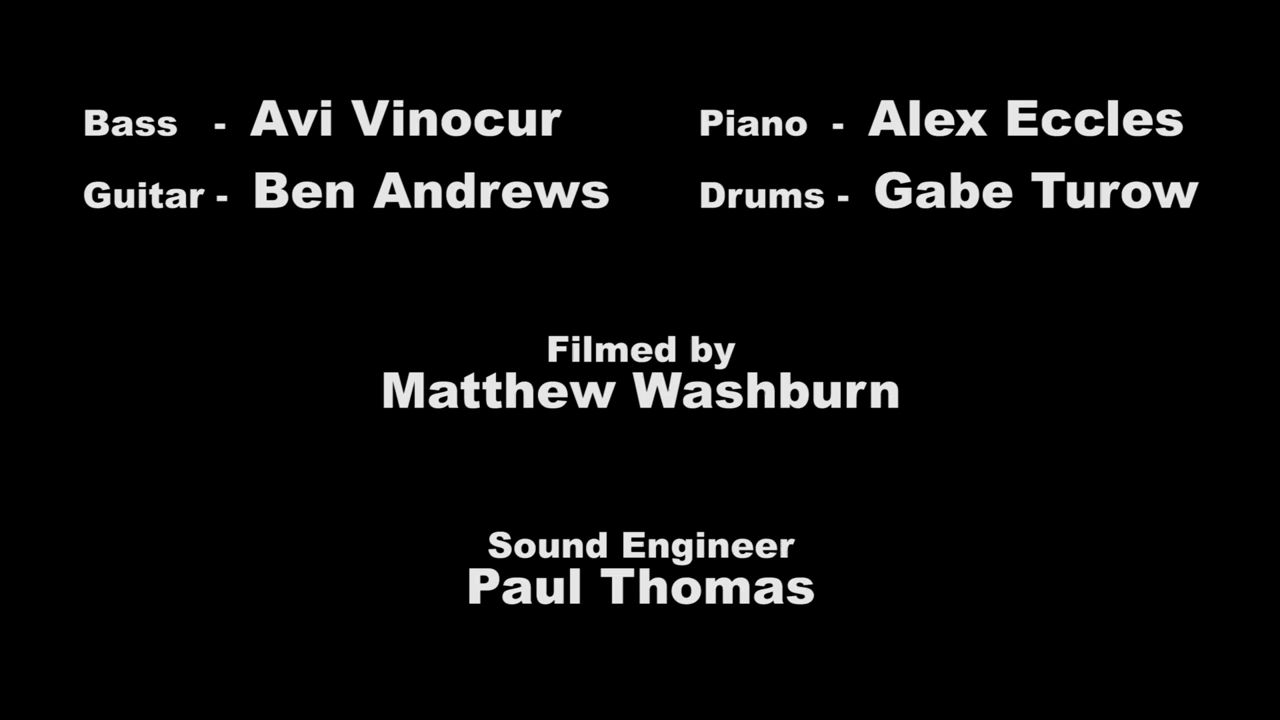 Bass - Avi Vinocur
Piano - Alex Eccles
Guitar - Ben Andrews
Drums - Gabe Turow
Filmed by
Matthew Washburn
Sound Engineer
Paul Thomas